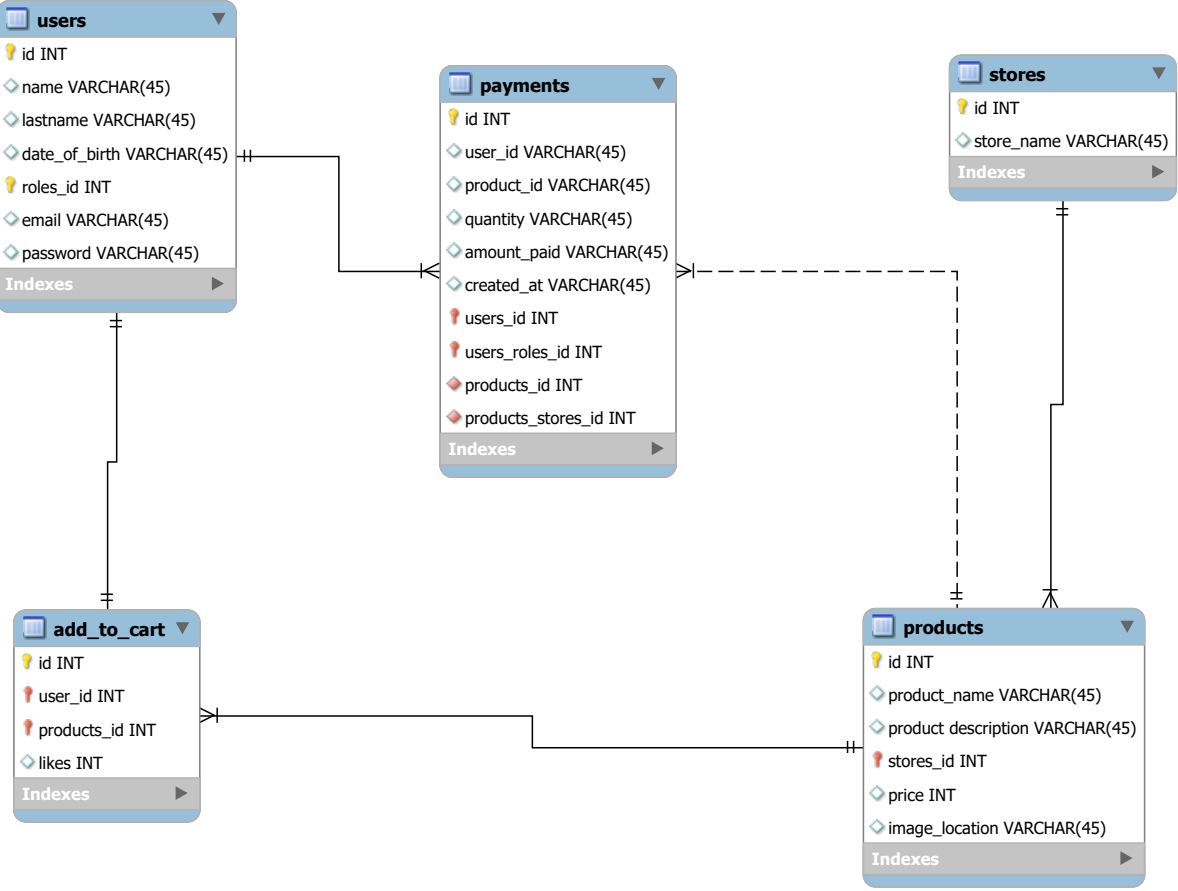 users
id INT
name VARCHAR(45)
lastname VARCHAR(45)
date_of_birth VARCHAR(45)
roles_id INT
email VARCHAR(45)
password VARCHAR(45)
Indexes
payments
id INT
user_id VARCHAR(45)
product_id VARCHAR(45)
quantity VARCHAR(45)
amount_paid VARCHAR(45)
created_at VARCHAR(45)
users_id INT
users_roles_id INT
products_id INT
products_stores_id INT
Indexes
stores
id INT
store_name VARCHAR(45)
Indexes
add_to_cart
id INT
user_id INT
products_id INT
likes INT
Indexes
products
id INT
product_name VARCHAR(45)
product description VARCHAR(45)
stores_id INT
price INT
image_location VARCHAR(45)
Indexes